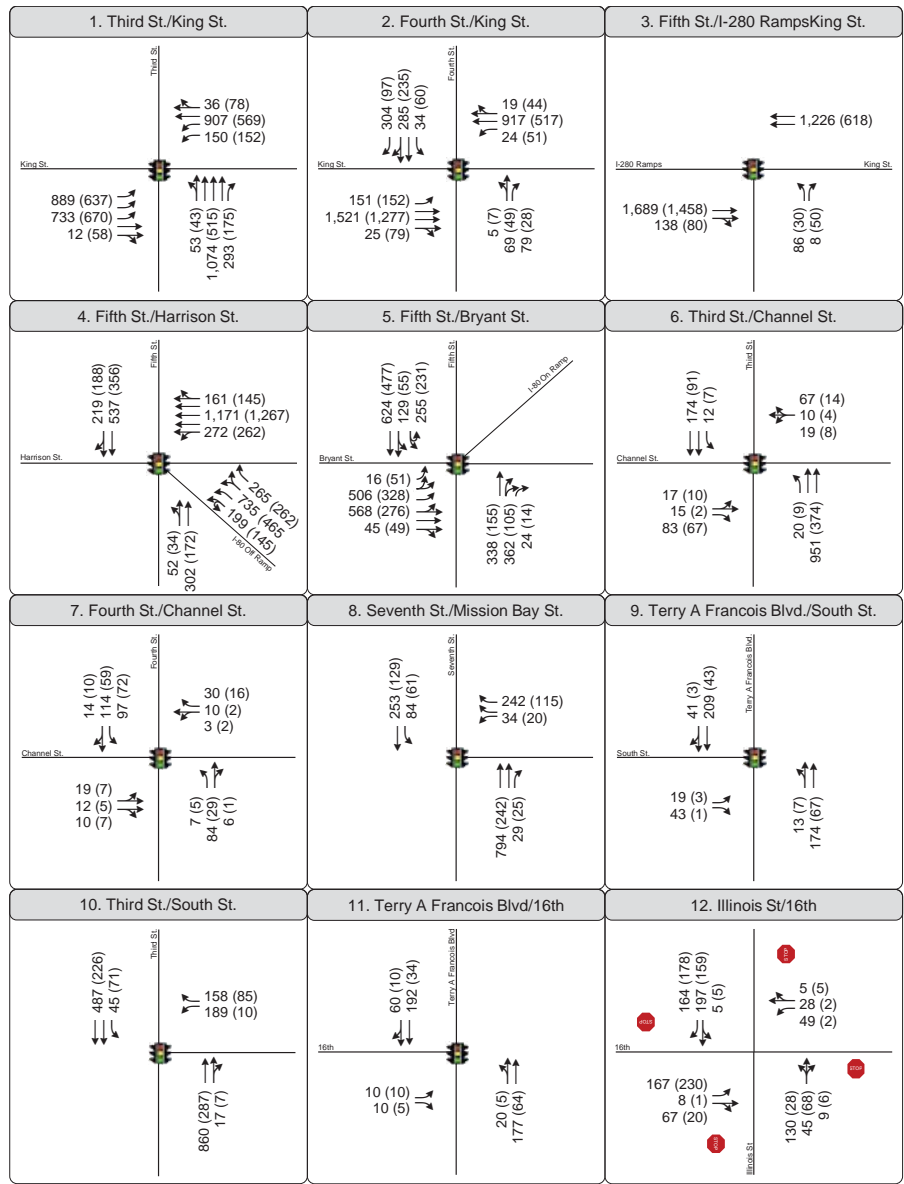 1. Third St./King St.
Third St.
36 (78)
907 (569)
150 (152)
King St.
889 (637)
733 (670)
12 (58)
53 (43)
1,074 (515)
293 (175)
2. Fourth St./King St.
Fourth St.
304 (97)
285 (235)
34 (60)
19 (44)
917 (517)
24 (51)
King St.
151 (152)
1,521 (1,277)
25 (79)
5 (7)
69 (49)
79 (28)
3. Fifth St./I-280 RampsKing St.
1,226 (618)
I-280 Ramps
King St.
1,689 (1,458)
138 (80)
86 (30)
8 (50)
4. Fifth St./Harrison St.
Fifth St.
219 (188)
537 (356)
161 (145)
1,171 (1,267)
272 (262)
Harrison St.
265 (262)
735 (465
199 (145)
I-80 Off Ramp
52 (34)
302 (172)
5. Fifth St./Bryant St.
Fifth St.
I-80 On Ramp
624 (477)
129 (55)
255 (231)
Bryant St.
16 (51)
506 (328)
568 (276)
45 (49)
338 (155)
362 (105)
24 (14)
6. Third St./Channel St.
Third St.
174 (91)
12 (7)
67 (14)
10 (4)
19 (8)
Channel St.
17 (10)
15 (2)
83 (67)
20 (9)
951 (374)
7. Fourth St./Channel St.
Fourth St.
14 (10)
114 (59)
97 (72)
30 (16)
10 (2)
3 (2)
Channel St.
19 (7)
12 (5)
10 (7)
7 (5)
84 (29)
6 (1)
8. Seventh St./Mission Bay St.
Seventh St.
253 (129)
84 (61)
242 (115)
34 (20)
794 (242)
29 (25)
9. Terry A Francois Blvd./South St.
Terry A Francois Blvd.
41 (3)
209 (43)
South St.
19 (3)
43 (1)
13 (7)
174 (67)
10. Third St./South St.
Third St.
487 (226)
45 (71)
158 (85)
189 (10)
860 (287)
17 (7)
11. Terry A Francois Blvd/16th
Terry A Francois Blvd
60 (10)
192 (34)
16th
10 (10)
10 (5)
20 (5)
177 (64)
12. Illinois St/16th
STOP
164 (178)
197 (159)
5 (5)
5 (5)
28 (2)
49 (2)
STOP
16th
STOP
167 (230)
8 (1)
67 (20)
130 (28)
45 (68)
9 (6)
STOP
Illinois St